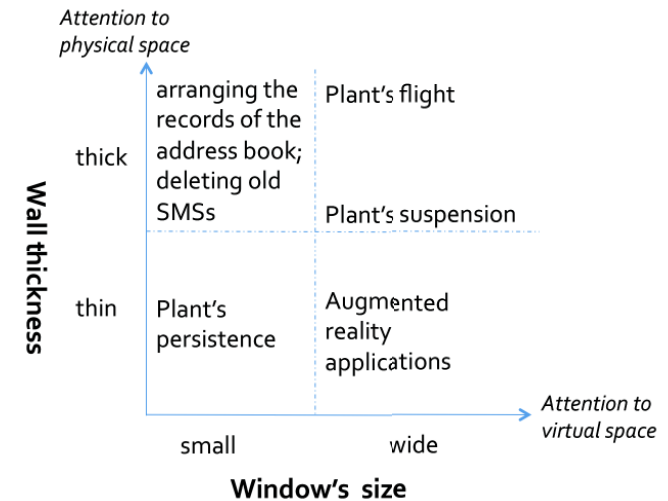 Attention to
physical space
arranging the
records of the
address book;
deleting old
SMSs
Plant's flight
thick
Plant's suspension
Wall thickness
thin
Plant's
persistence
Augmented
reality
applications
Attention to
virtual space
small
wide
Window's size